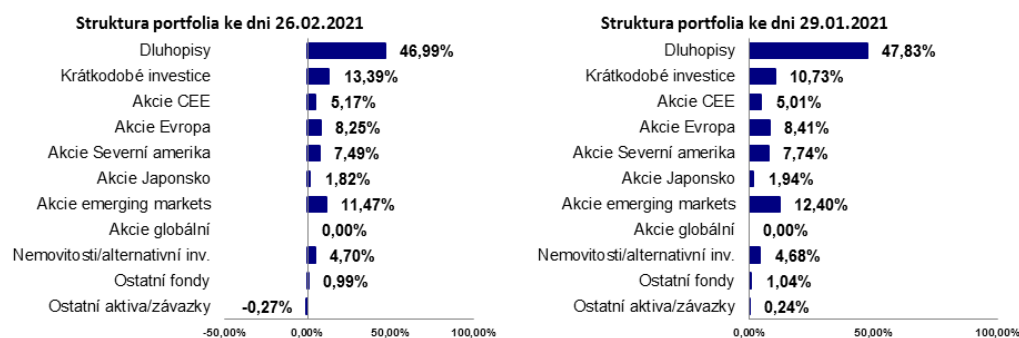 Struktura portfolia ke dni 26.02.2021
Dluhopisy 46,99%
Krátkodobé investice 13,39%
Akcie CEE 5,17%
Akcie Evropa 8,25%
Akcie Severní amerika 7,49%
Akcie Japonsko 1,82%
Akcie emerging markets 11,47%
Akcie globální 0,00%
Nemovitosti/alternativní inv. 4,70%
Ostatní fondy 0,99%
Ostatní aktiva/závazky -0,27%
-50,00% 0,00% 50,00% 100,00%
Struktura portfolia ke dni 29.01.2021
Dluhopisy 47,83%
Krátkodobé investice 10,73%
Akcie CEE 5,01%
Akcie Evropa 8,41%
Akcie Severní amerika 7,74%
Akcie Japonsko 1,94%
Akcie emerging markets 12,40%
Akcie globální 0,00%
Nemovitosti/alternativní inv. 4,68%
Ostatní fondy 1,04%
Ostatní aktiva/závazky 0,24%
0,00% 50,00% 100,00%